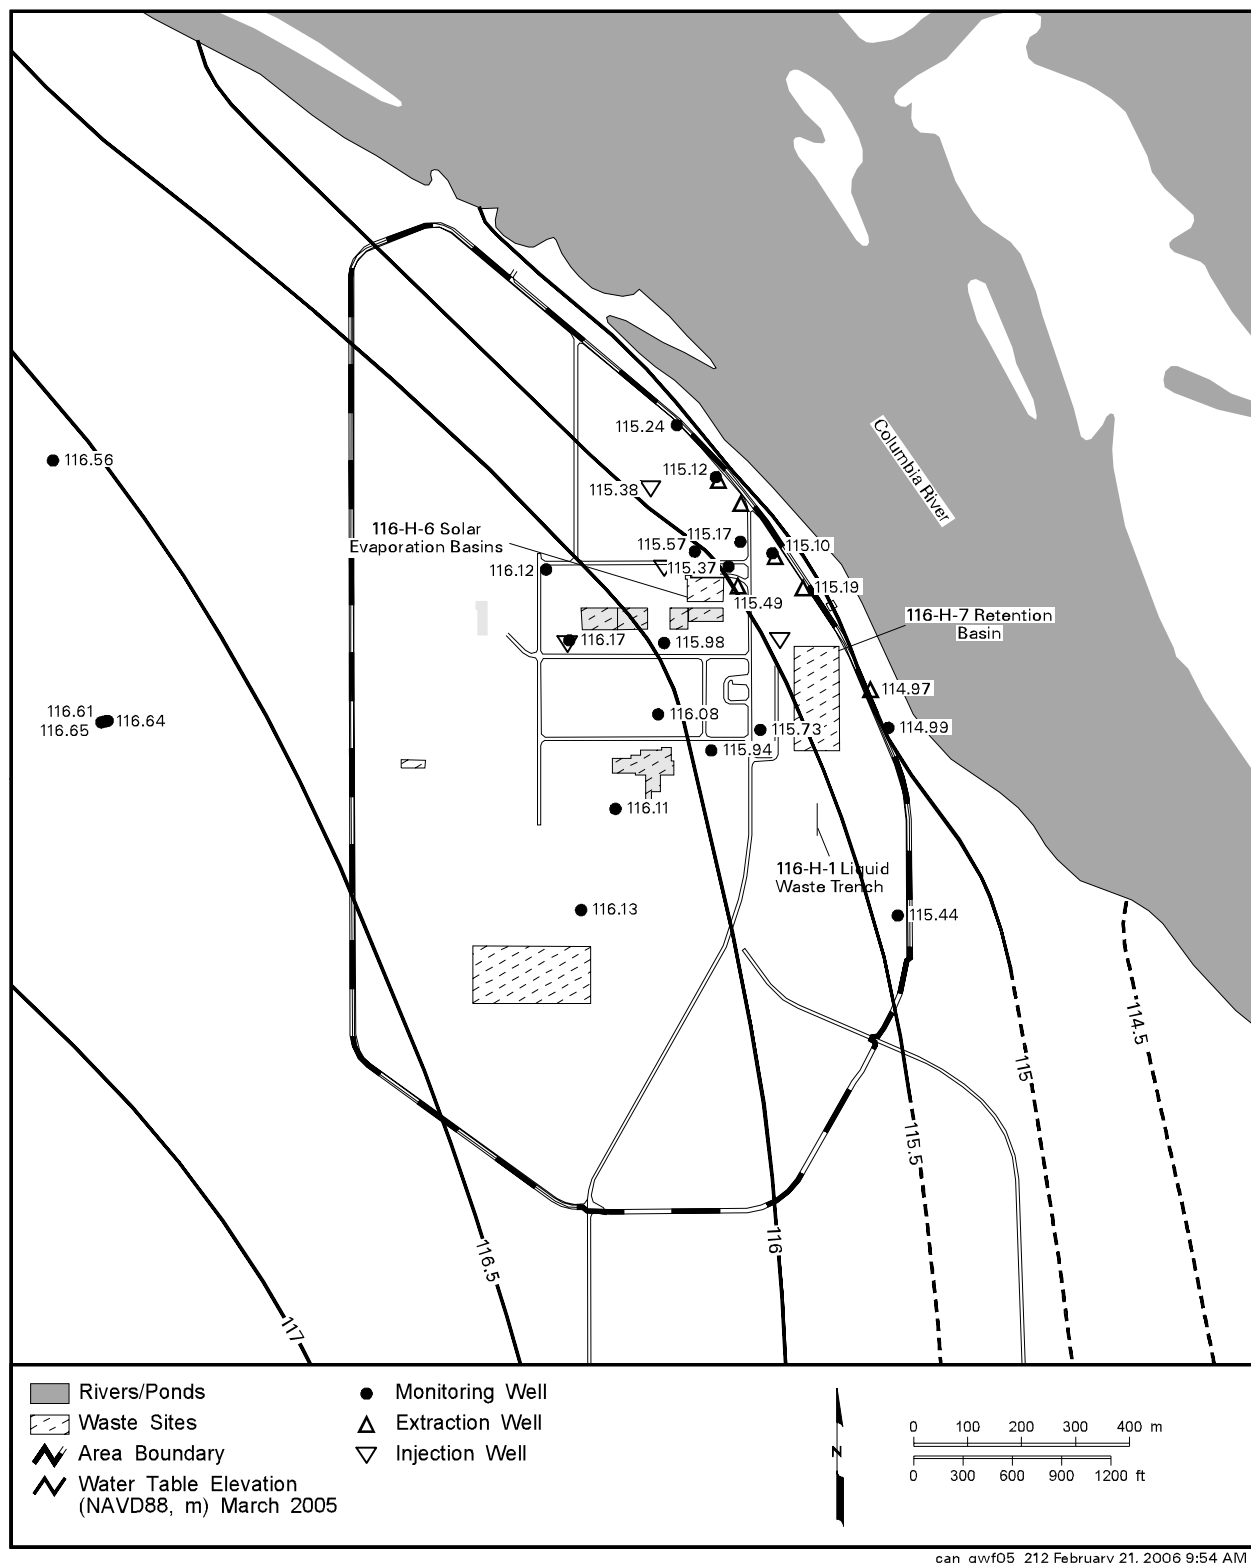 115.24
Columbia River
116.56
115.12
115.38
116-H-6 Solar
Evaporation Basins
115.17
115.57
115.10
115.37
116.12
115.19
115.49
116-H-7 Retention
Basin
116.17
115.98
114.97
116.61
116.65
116.64
116.08
115.73
114.99
115.94
116.11
116-H-1 Liquid
Waste Trench
116.13
115.44
114.5
115
115.5
116
116.5
117
Rivers/Ponds
Waste Sites
Area Boundary
Water Table Elevation
(NAVD88, m) March 2005
Monitoring Well
Extraction Well
Injection Well
N
0 100 200 300 400 m
0 300 600 900 1200 ft
can_gwf05_212 February 21, 2006 9:54 AM